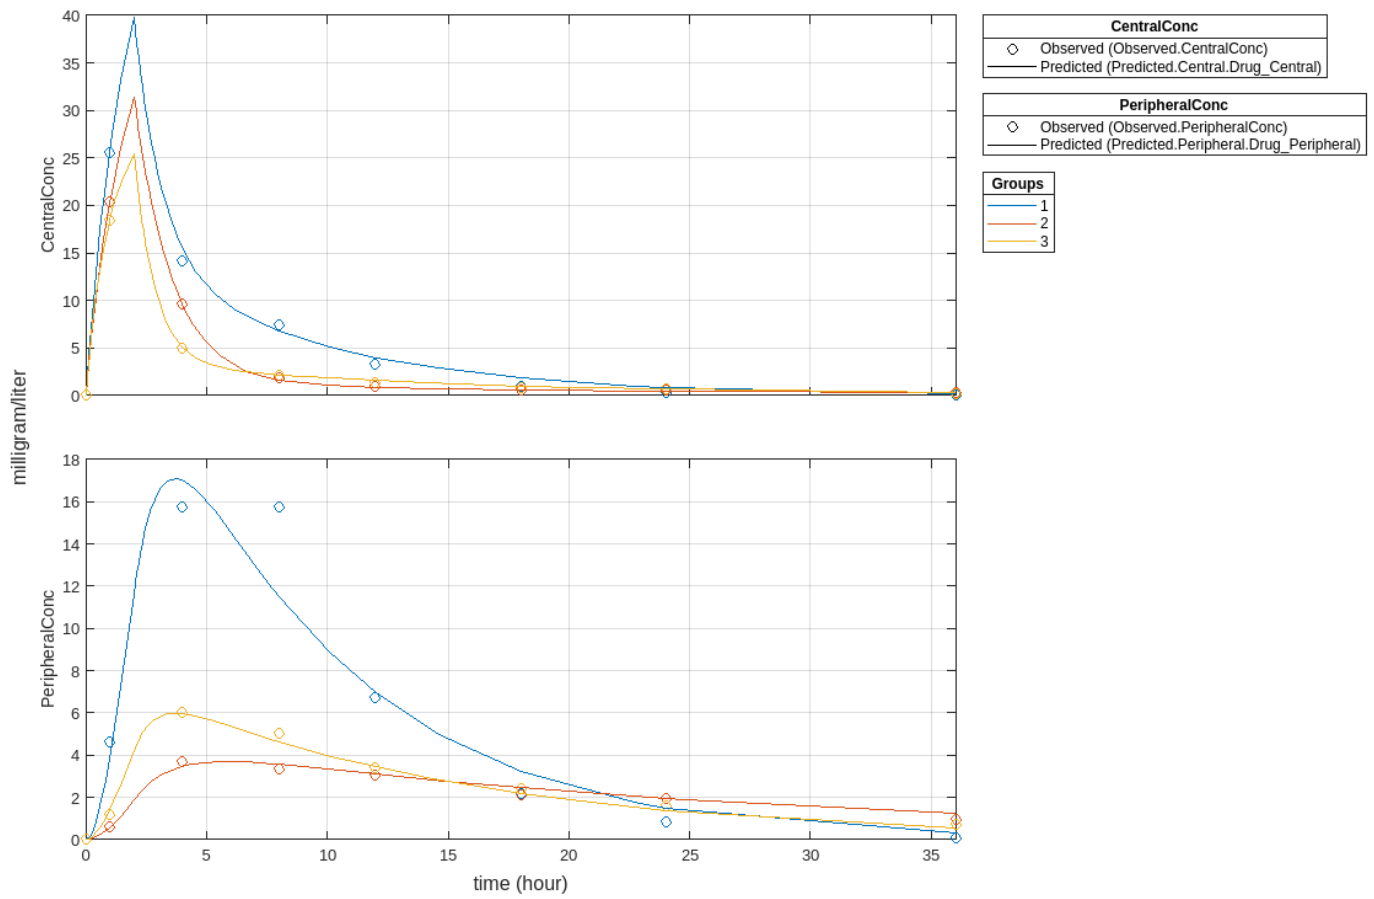 40
35
30
25
20
15
10
5
0
CentralConc
milligram/liter
18
16
14
12
10
8
6
4
2
0
PeripheralConc
0 5 10 15 20 25 30 35
time (hour)
CentralConc
Observed (Observed.CentralConc)
Predicted (Predicted.Central.Drug_Central)
PeripheralConc
Observed (Observed.PeripheralConc)
Predicted (Predicted.Peripheral.Drug_Peripheral)
Groups
1
2
3